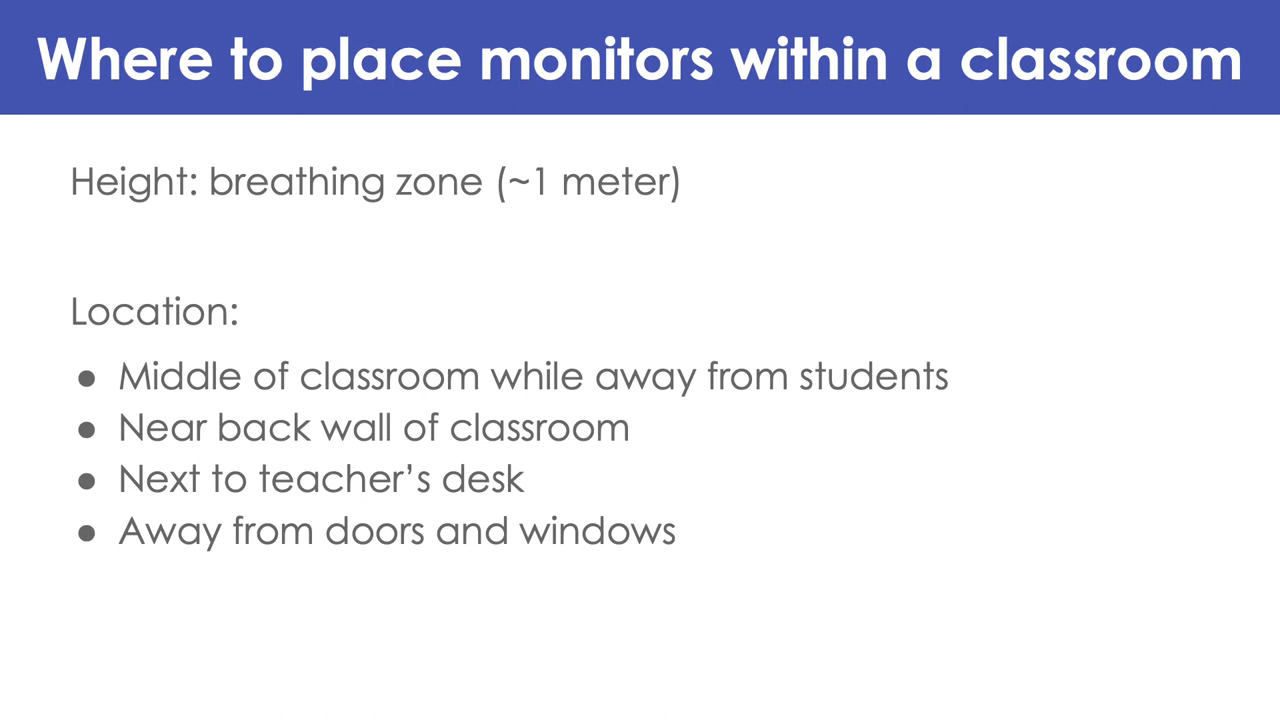 Where to place monitors within a classroom
Height: breathing zone (~1 meter)
Location:
● Middle of classroom while away from students
● Near back wall of classroom
● Next to teacher’s desk
● Away from doors and windows